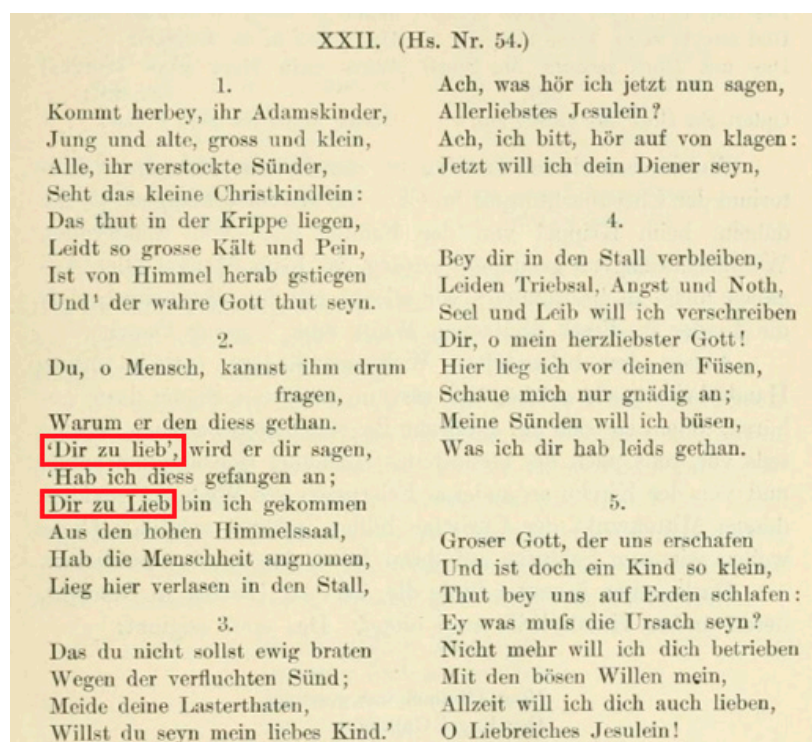 XXII. (Hs. Nr. 54.)
1.
Kommt herbey, ihr Adamskinder,
Jung und alte, gross und klein,
Alle, ihr verstockte Sünder,
Seht das kleine Christkindlein:
Das thut in der Krippe liegen,
Leidt so grosse Kält und Pein,
Ist von Himmel herab gstiegen
Und¹ der wahre Gott thut seyn.
2.
Du, o Mensch, kannst ihm drum
fragen,
Warum er den diess gethan.
‘Dir zu lieb’, wird er dir sagen,
‘Hab ich diess gefangen an;
Dir zu Lieb bin ich gekommen
Aus den hohen Himmelssaal,
Hab die Menschheit angnomen,
Lieg hier verlasen in den Stall,
3.
Das du nicht sollst ewig braten
Wegen der verfluchten Sünd;
Meide deine Lasterthaten,
Willst du seyn mein liebes Kind.’
Ach, was hör ich jetzt nun sagen,
Allerliebstes Jesulein?
Ach, ich bitt, hör auf von klagen:
Jetzt will ich dein Diener seyn,
4.
Bey dir in den Stall verbleiben,
Leiden Triebsal, Angst und Noth,
Seel und Leib will ich verschreiben
Dir, o mein herzliebster Gott!
Hier lieg ich vor deinen Füsen,
Schaue mich nur gnädig an;
Meine Sünden will ich büsen,
Was ich dir hab leids gethan.
5.
Groser Gott, der uns erschafen
Und ist doch ein Kind so klein,
Thut bey uns auf Erden schlafen:
Ey was mufs die Ursach seyn?
Nicht mehr will ich dich betrieben
Mit den bösen Willen mein,
Allzeit will ich dich auch lieben,
O Liebreiches Jesulein!